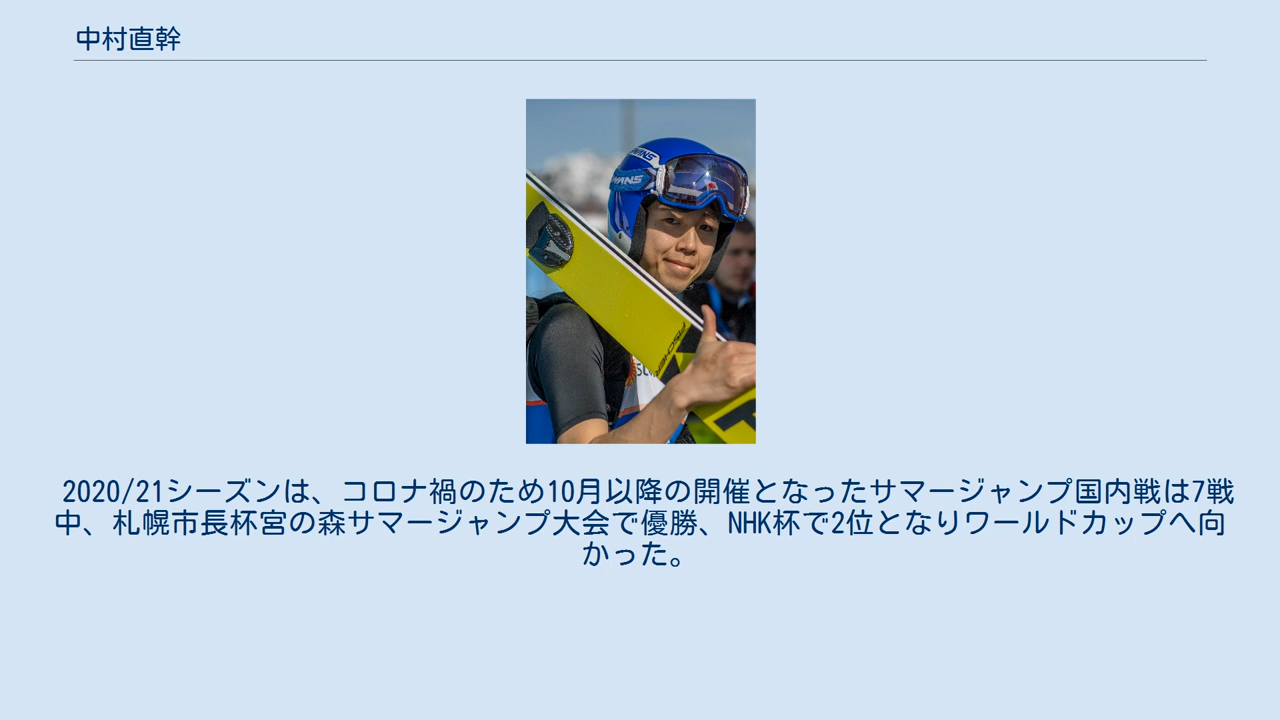 中村直幹
SWANS
SWANS
FISCHER
2020/21シーズンは、コロナ禍のため10月以降の開催となったサマージャンプ国内戦は7戦
中、札幌市長杯宮の森サマージャンプ大会で優勝、NHK杯で2位となりワールドカップへ向
かった。